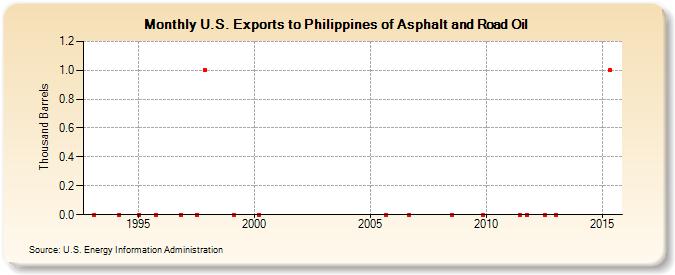 Monthly U.S. Exports to Philippines of Asphalt and Road Oil
Thousand Barrels
1.2
1.0
0.8
0.6
0.4
0.2
0.0
1995 2000 2005 2010 2015
Source: U.S. Energy Information Administration